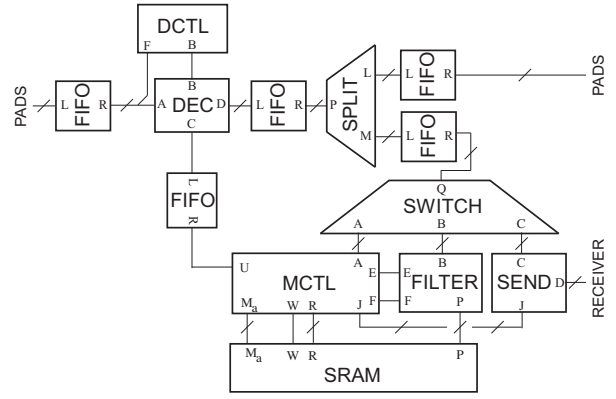 DCTL
F B
PADS L FIFO R A B DEC D C L FIFO R P SPLIT L M L FIFO R PADS
L FIFO R
L FIFO R
Q
SWITCH
A B C
U A MCTL E F Ma W R J
E B FILTER F P
C SEND D J RECEIVER
Ma W R P
SRAM